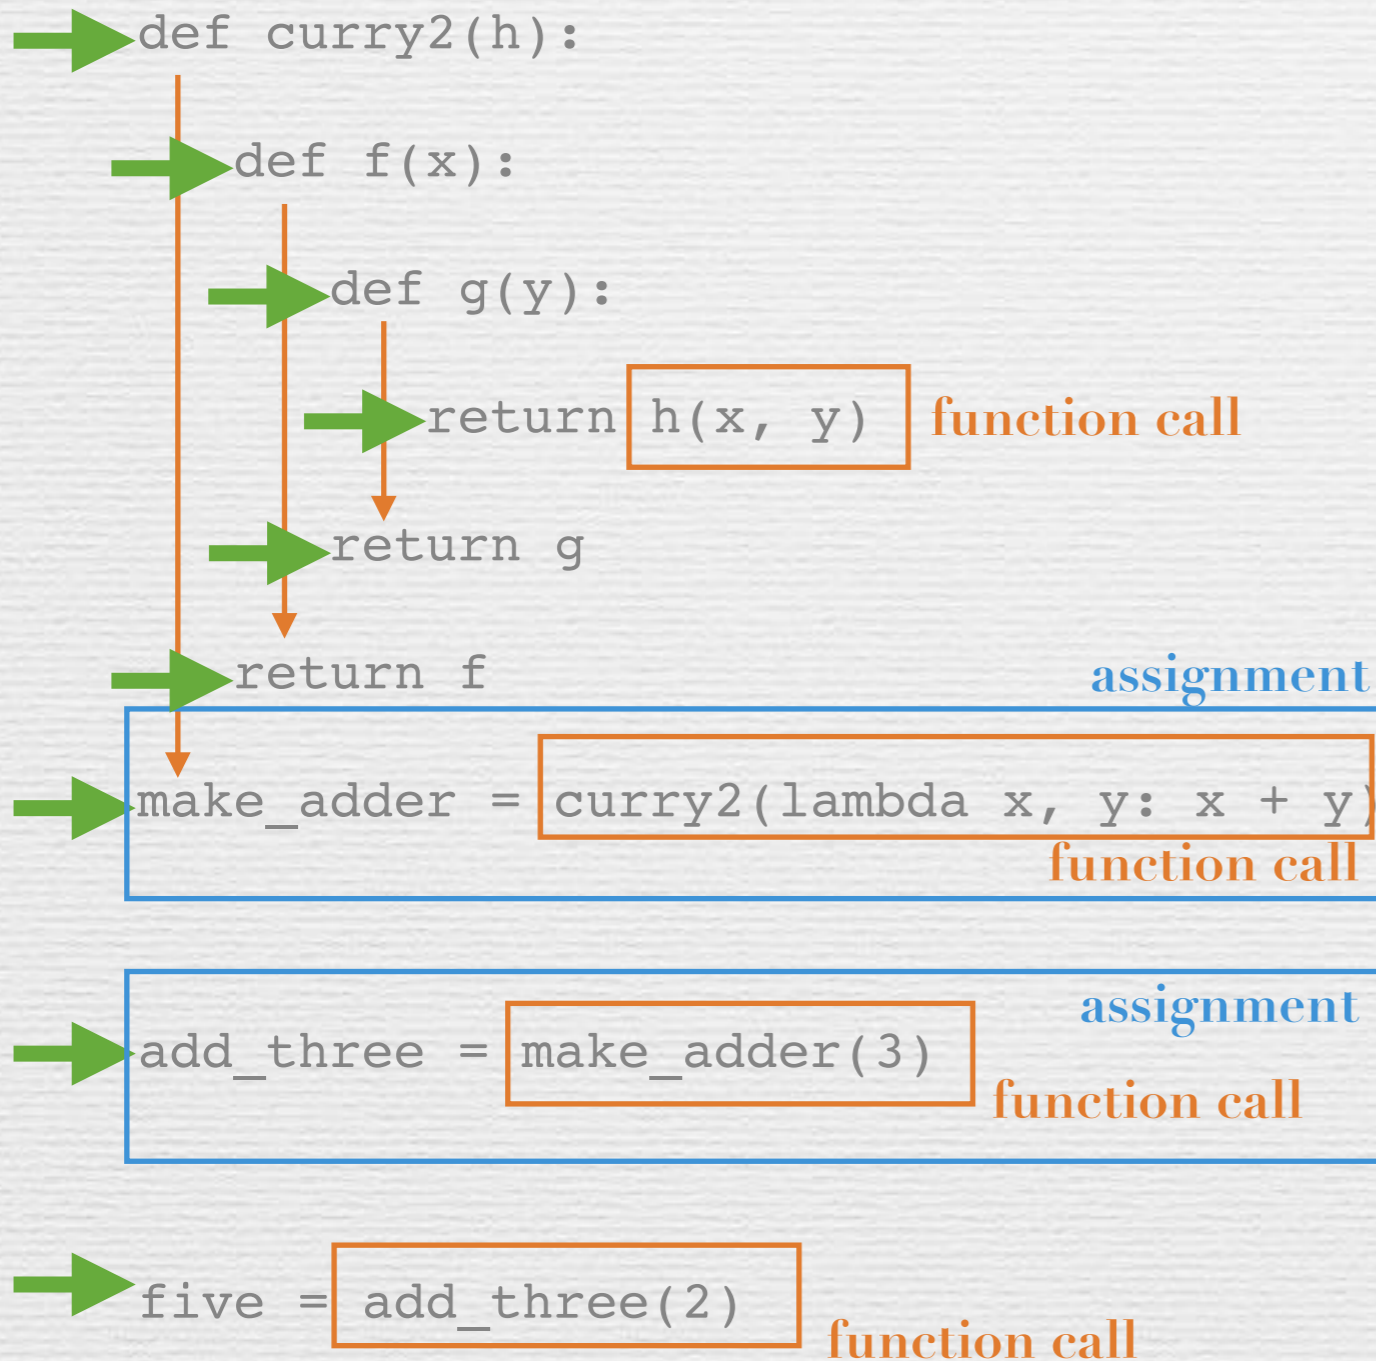 def curry2(h):
def f(x):
def g(y):
return h(x, y) function call
return g
return f
assignment
make_adder = curry2(lambda x, y: x + y)
function call
assignment
add_three = make_adder(3)
function call
five = add_three(2)
function call